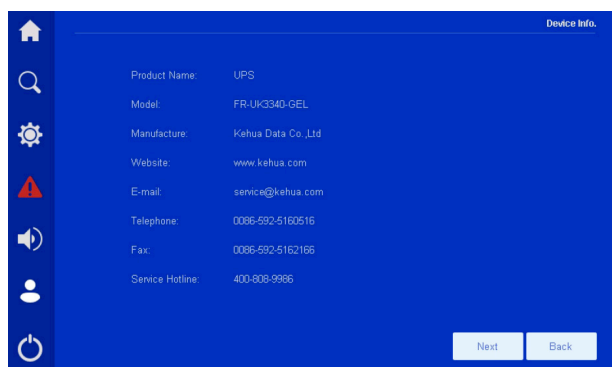 Device Info.
Product Name: UPS
Model: FR-UK3340-GEL
Manufacture: Kehua Data Co.,Ltd
Website: www.kehua.com
E-mail: service@kehua.com
Telephone: 0086-592-5160516
Fax: 0086-592-5162166
Service Hotline: 400-808-9986
Next Back